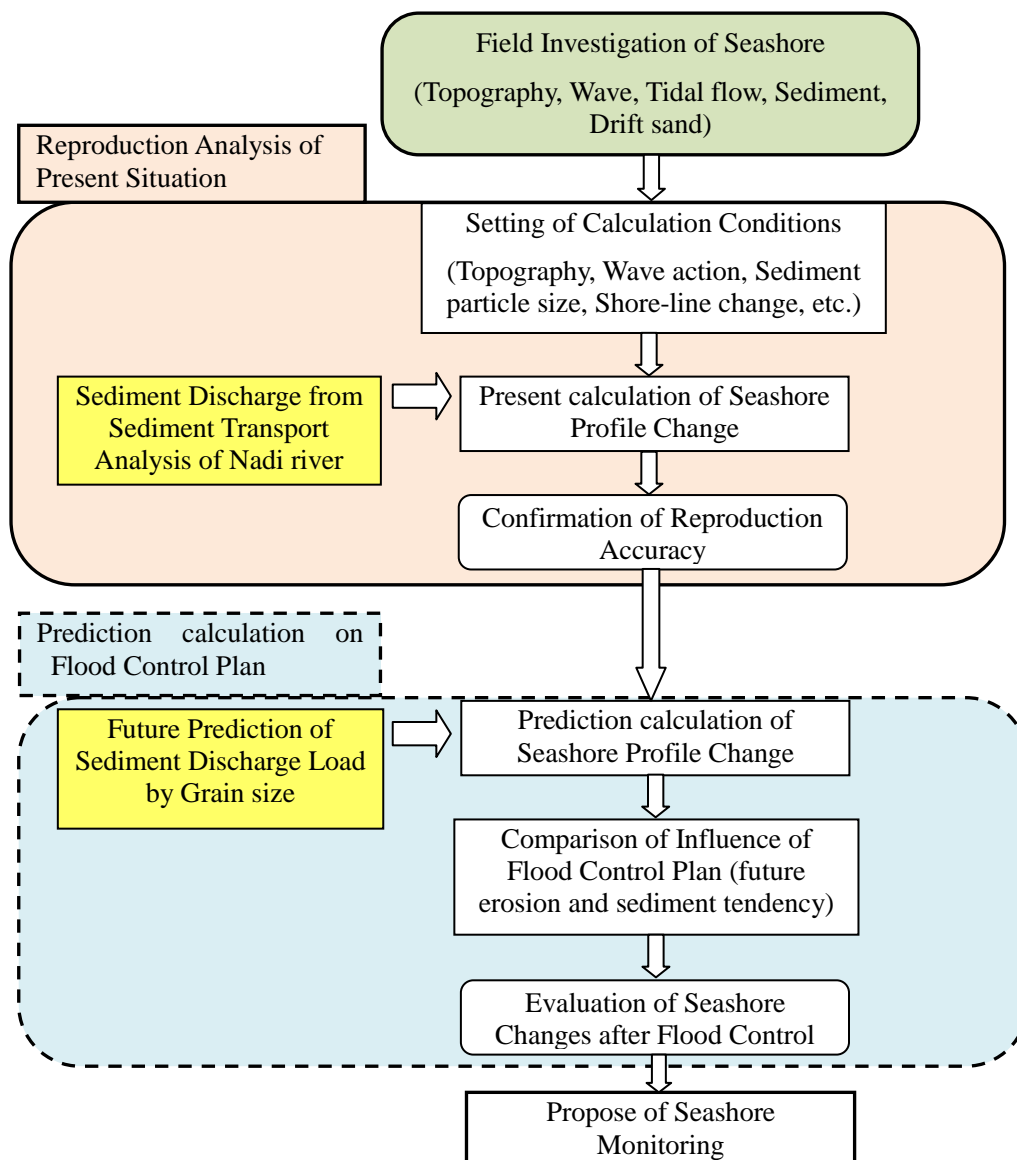 Field Investigation of Seashore
(Topography, Wave, Tidal flow, Sediment,
Drift sand)
Reproduction Analysis of
Present Situation
Setting of Calculation Conditions
(Topography, Wave action, Sediment
particle size, Shore-line change, etc.)
Sediment Discharge from
Sediment Transport
Analysis of Nadi river
Present calculation of Seashore
Profile Change
Confirmation of Reproduction
Accuracy
Prediction calculation on
Flood Control Plan
Future Prediction of
Sediment Discharge Load
by Grain size
Prediction calculation of
Seashore Profile Change
Comparison of Influence of
Flood Control Plan (future
erosion and sediment tendency)
Evaluation of Seashore
Changes after Flood Control
Propose of Seashore
Monitoring